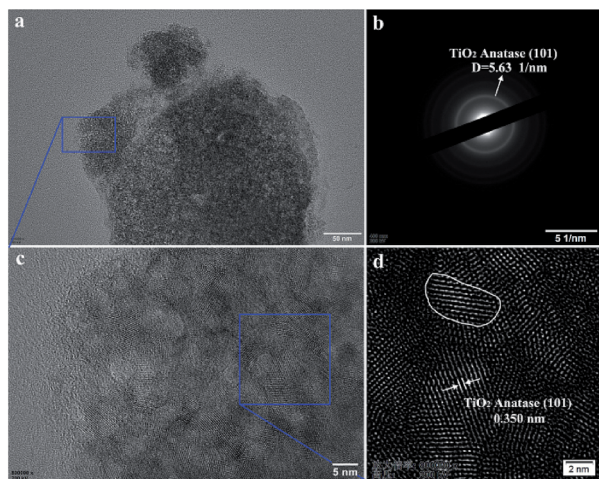 a
50 nm
b
TiO₂ Anatase (101)
D=5.63 1/nm
5 1/nm
c
5 nm
d
TiO₂ Anatase (101)
0.350 nm
2 nm